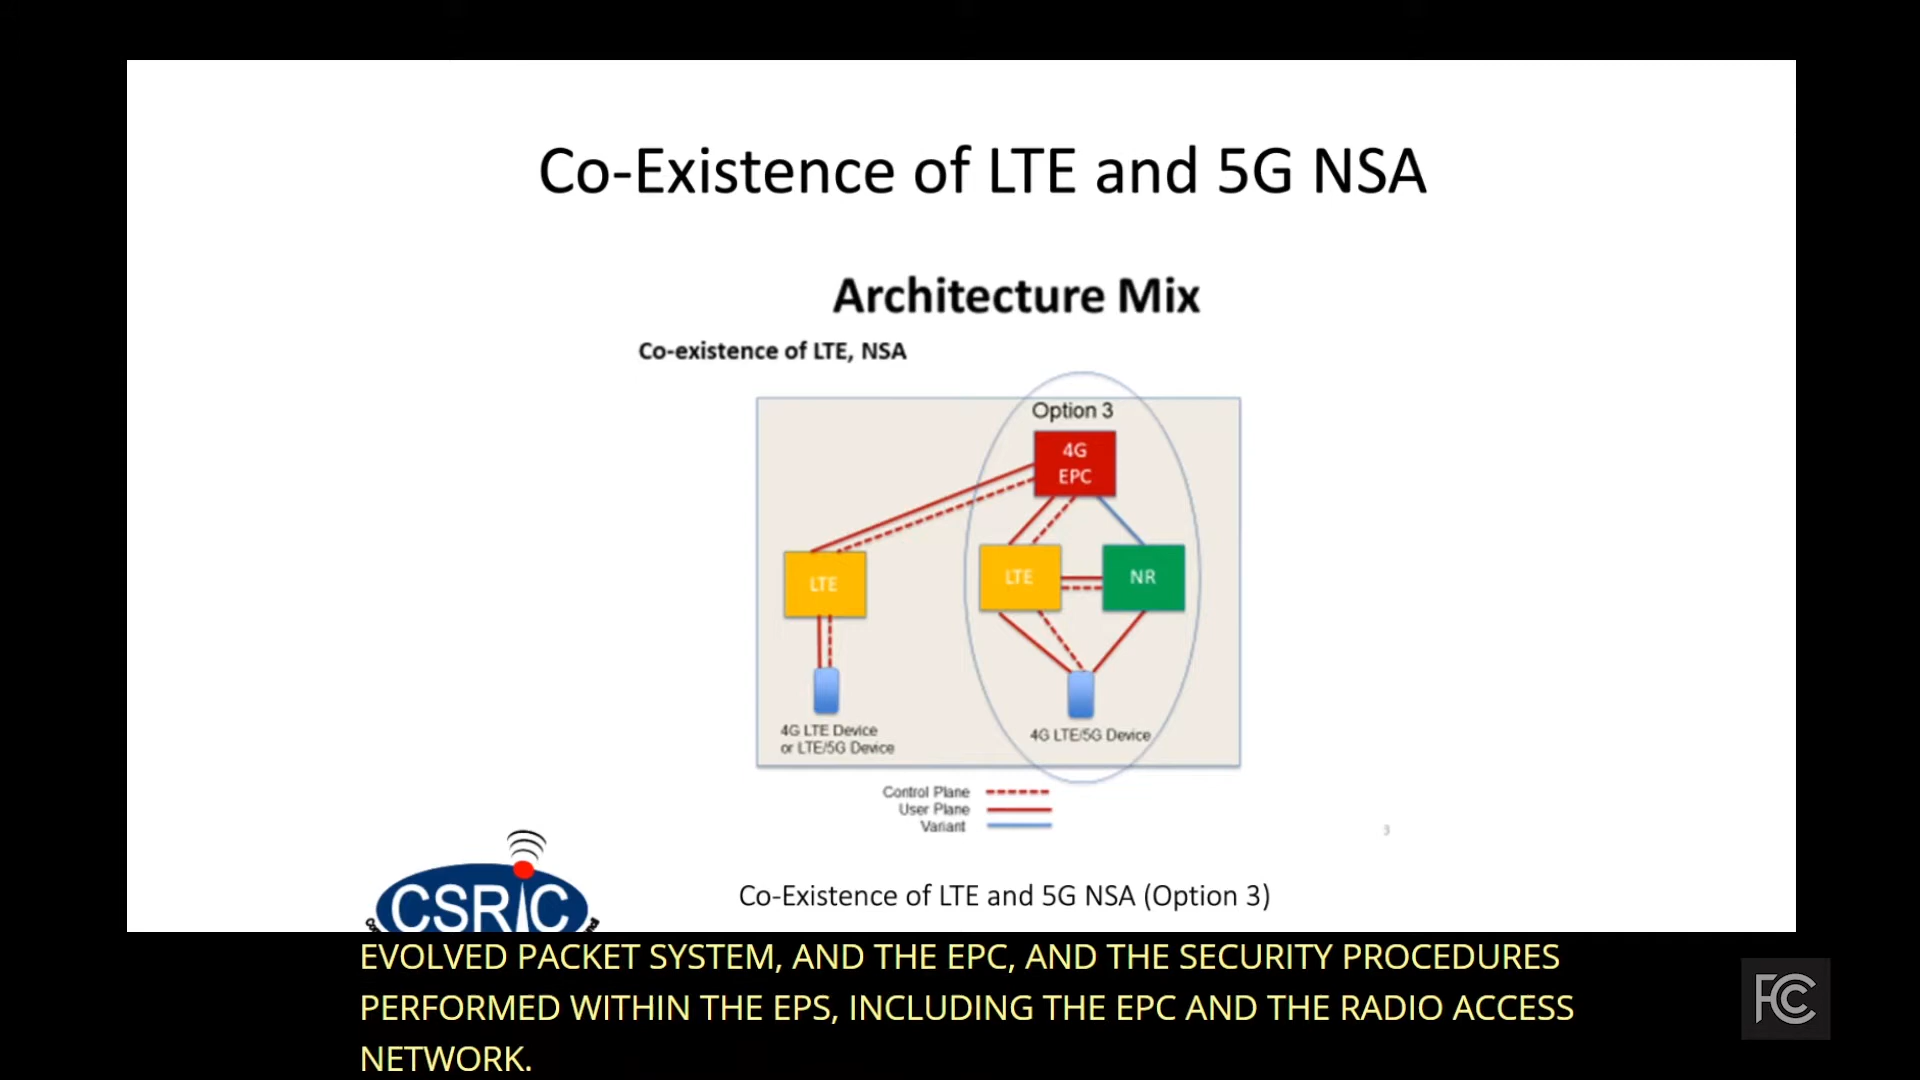 Co-Existence of LTE and 5G NSA
Architecture Mix
Co-existence of LTE, NSA
Option 3
4G
EPC
LTE
LTE
NR
4G LTE Device
or LTE/5G Device
4G LTE/5G Device
Control Plane
User Plane
Variant
3
CSRIC
Co-Existence of LTE and 5G NSA (Option 3)
EVOLVED PACKET SYSTEM, AND THE EPC, AND THE SECURITY PROCEDURES
PERFORMED WITHIN THE EPS, INCLUDING THE EPC AND THE RADIO ACCESS
NETWORK.
FCC